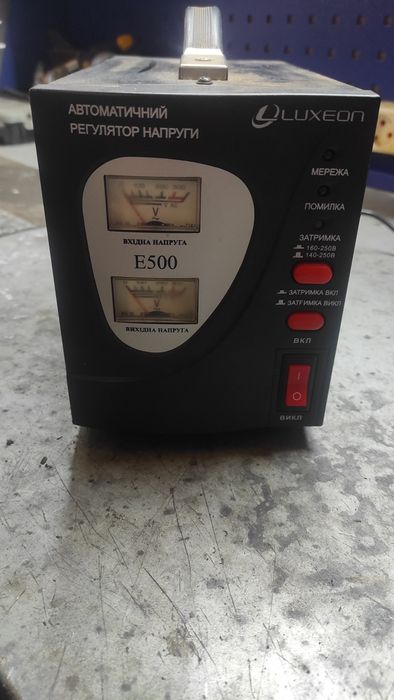 АВТОМАТИЧНИЙ
РЕГУЛЯТОР НАПРУГИ
LUXEON
МЕРЕЖА
ПОМИЛКА
ЗАТРИМКА
160-250В
140-250В
ЗАТРИМКА ВКЛ
ЗАТРИМКА ВИКЛ
ВКЛ
I
O
ВИКЛ
V
ВХІДНА НАПРУГА
E500
V
ВИХІДНА НАПРУГА